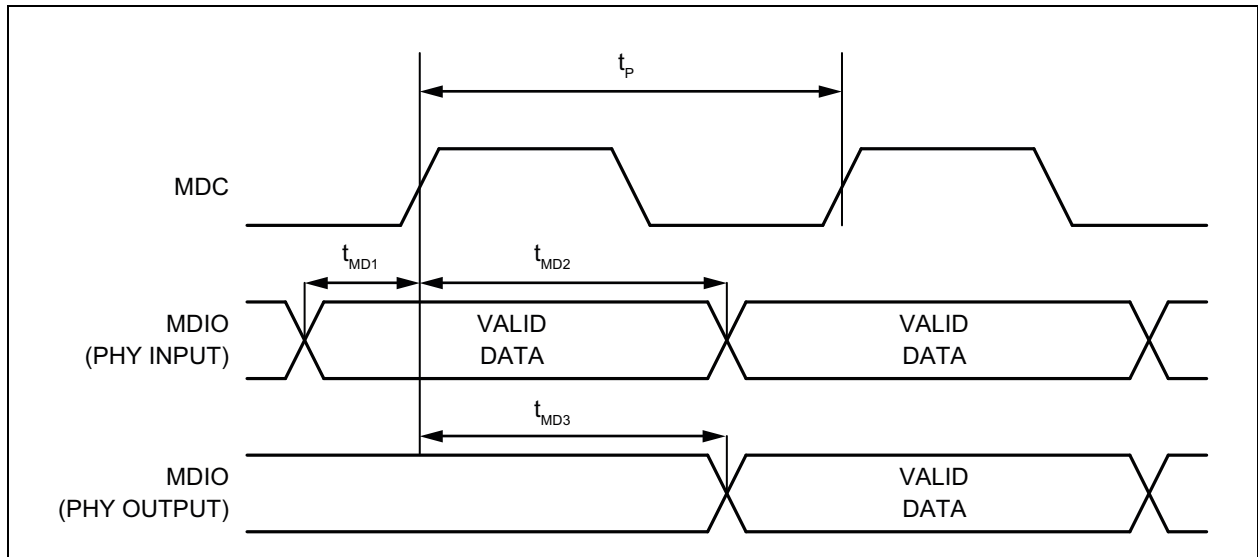 tP
MDC
tMD1
tMD2
MDIO
(PHY INPUT)
VALID
DATA
VALID
DATA
tMD3
MDIO
(PHY OUTPUT)
VALID
DATA